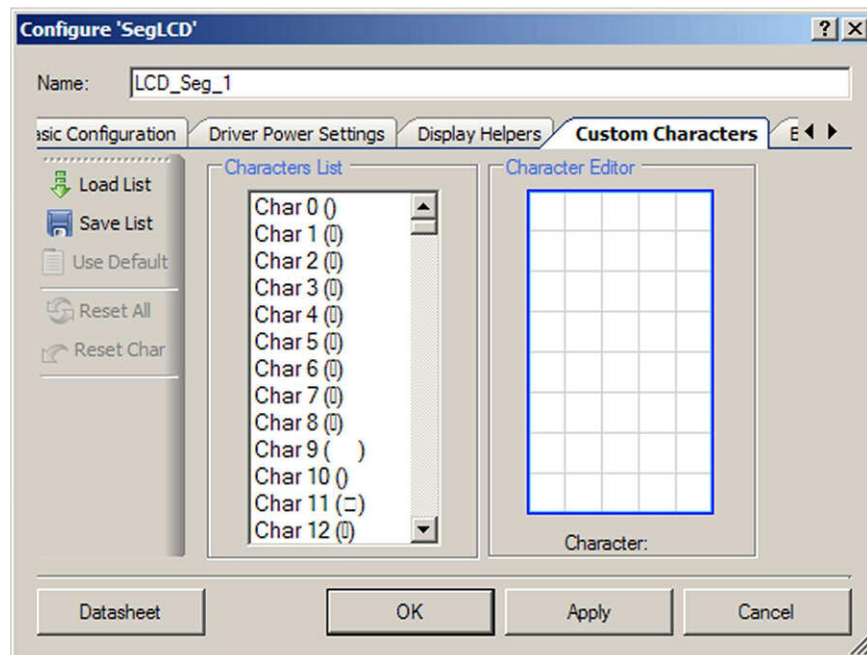 Configure 'SegLCD'
Name: LCD_Seg_1
asic Configuration Driver Power Settings Display Helpers Custom Characters
Load List
Save List
Use Default
Reset All
Reset Char
Characters List
Char 0 ()
Char 1 (▯)
Char 2 (▯)
Char 3 (▯)
Char 4 (▯)
Char 5 (▯)
Char 6 (▯)
Char 7 (▯)
Char 8 (▯)
Char 9 ( )
Char 10 ()
Char 11 (□)
Char 12 (▯)
Character Editor
Character:
Datasheet OK Apply Cancel